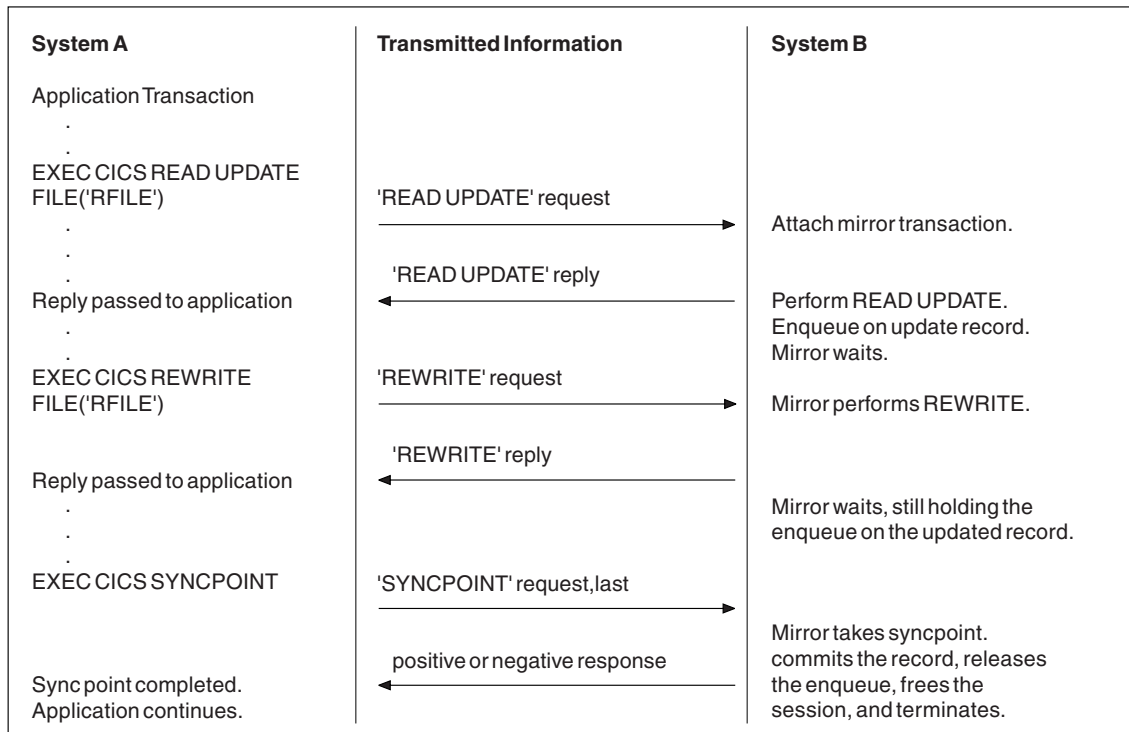 System A
Transmitted Information
System B
Application Transaction
.
.
EXEC CICS READ UPDATE
FILE('RFILE')
'READ UPDATE' request
Attach mirror transaction.
.
.
.
'READ UPDATE' reply
Reply passed to application
Perform READ UPDATE.
Enqueue on update record.
Mirror waits.
.
.
EXEC CICS REWRITE
FILE('RFILE')
'REWRITE' request
Mirror performs REWRITE.
'REWRITE' reply
Reply passed to application
Mirror waits, still holding the
enqueue on the updated record.
.
.
.
EXEC CICS SYNCPOINT
'SYNCPOINT' request,last
Mirror takes syncpoint.
commits the record, releases
the enqueue, frees the
session, and terminates.
positive or negative response
Sync point completed.
Application continues.